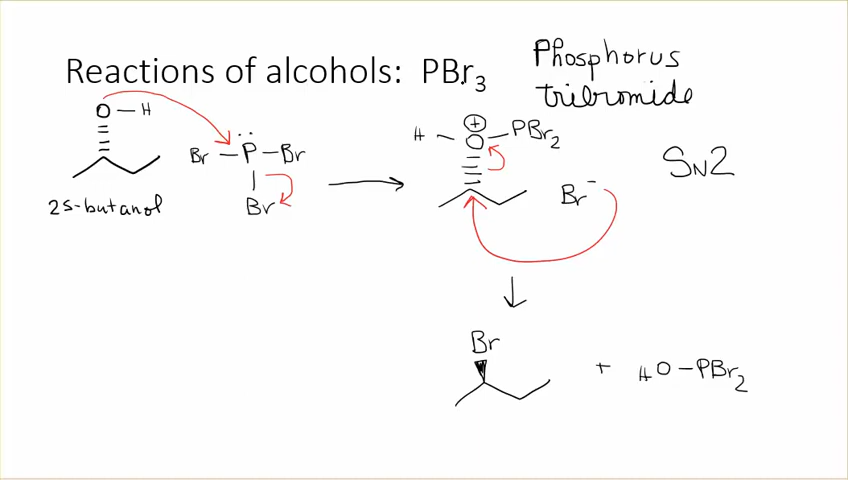 Reactions of alcohols: PBr3
Phosphorus
tribromide
O—H
Br—P—Br
Br
2s-butanol
H—O—PBr2
+
Br−
SN2
Br
+ HO—PBr2